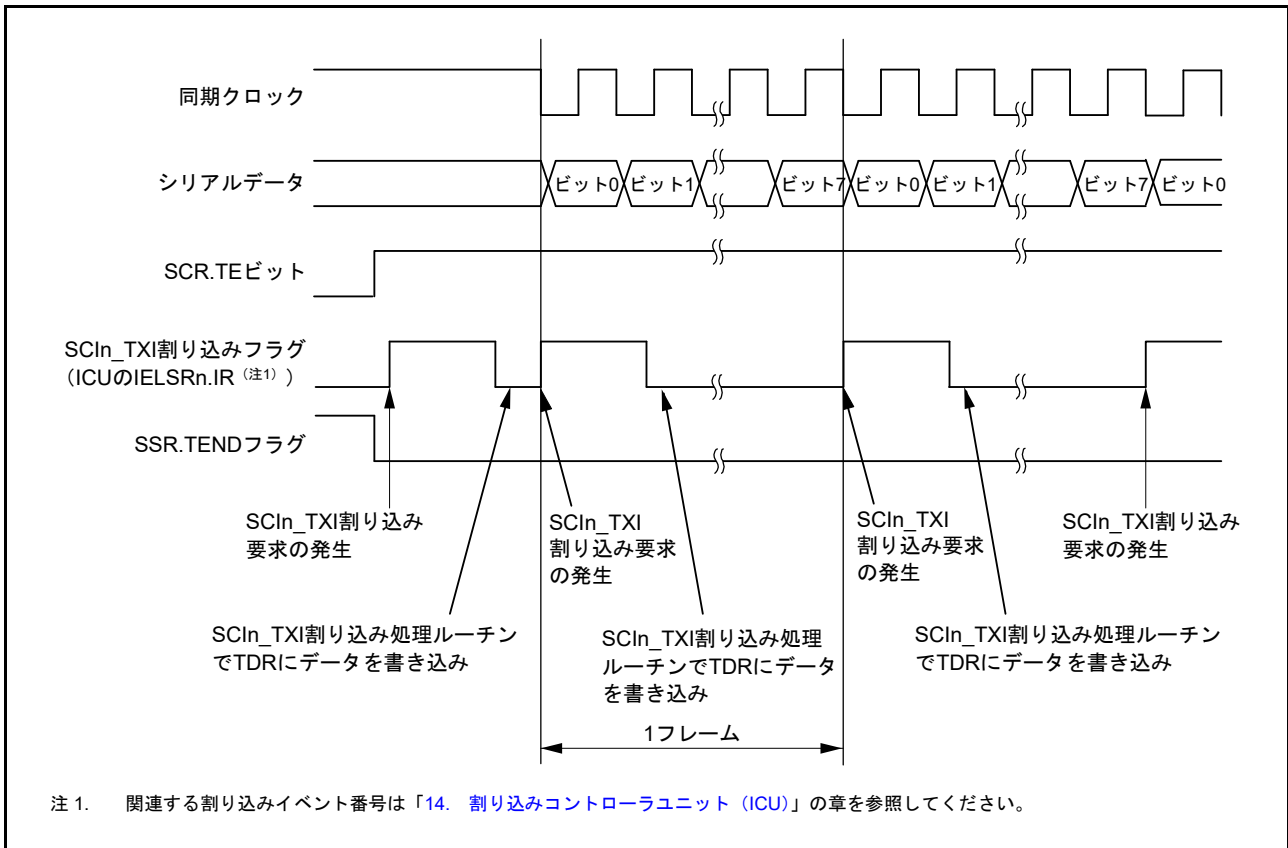 同期クロック
シリアルデータ
ビット0 ビット1 ビット7 ビット0 ビット1 ビット7 ビット0
SCR.TEビット
SCIn_TXI割り込みフラグ
（ICUのIELSRn.IR（注1））
SSR.TENDフラグ
SCIn_TXI割り込み
要求の発生
SCIn_TXI
割り込み要求
の発生
SCIn_TXI
割り込み要求
の発生
SCIn_TXI割り込み
要求の発生
SCIn_TXI割り込み処理ルーチン
でTDRにデータを書き込み
SCIn_TXI割り込み処理
ルーチンでTDRにデータ
を書き込み
SCIn_TXI割り込み処理ルーチン
でTDRにデータを書き込み
1フレーム
注 1. 関連する割り込みイベント番号は「14. 割り込みコントローラユニット（ICU）」の章を参照してください。